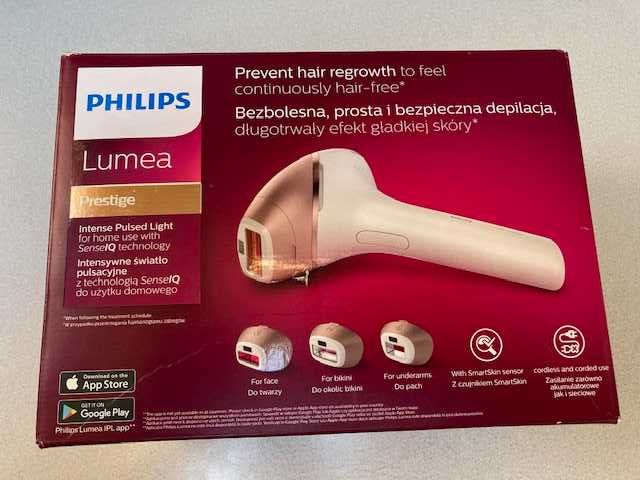 PHILIPS
Lumea
Prestige
Intense Pulsed Light
for home use with
SenseIQ technology
Intensywne światło
pulsacyjne
z technologią SenseIQ
do użytku domowego
*When following the treatment schedule.
*W przypadku przestrzegania harmonogramu zabiegów
Prevent hair regrowth to feel
continuously hair-free*
Bezbolesna, prosta i bezpieczna depilacja,
długotrwały efekt gładkiej skóry*
For face
Do twarzy
For bikini
Do okolic bikini
For underarms
Do pach
With SmartSkin sensor
Z czujnikiem SmartSkin
cordless and corded use
Zasilanie zarówno
akumulatorowe
jak i sieciowe
Download on the
App Store
GET IT ON
Google Play
Philips Lumea IPL app**